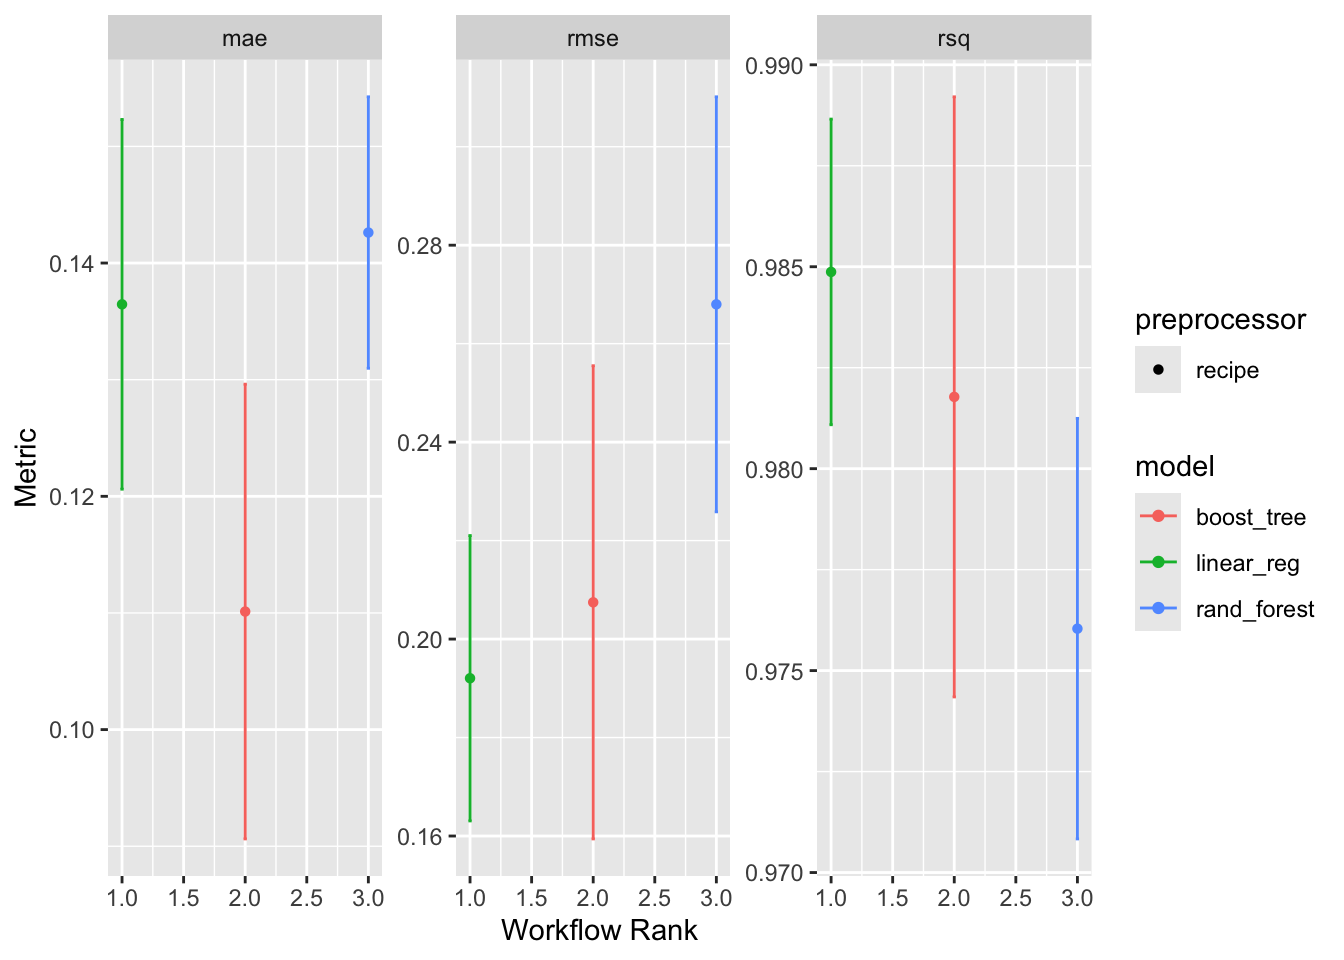 mae
rmse
rsq
Metric
0.14
0.12
0.10
0.28
0.24
0.20
0.16
0.990
0.985
0.980
0.975
0.970
1.0 1.5 2.0 2.5 3.0
1.0 1.5 2.0 2.5 3.0
1.0 1.5 2.0 2.5 3.0
Workflow Rank
preprocessor
recipe
model
boost_tree
linear_reg
rand_forest